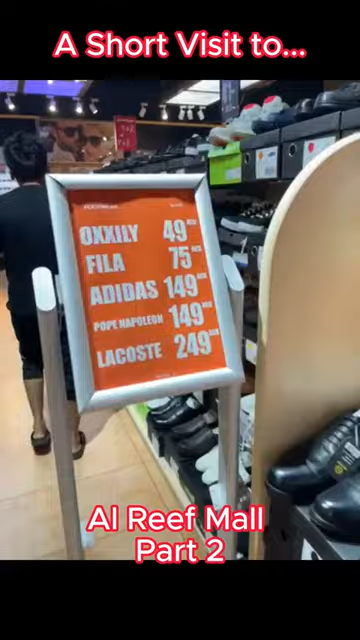 A Short Visit to...
OXXILY 49
FILA 75
ADIDAS 149
POPE NAPOLEON 149
LACOSTE 249
Al Reef Mall
Part 2